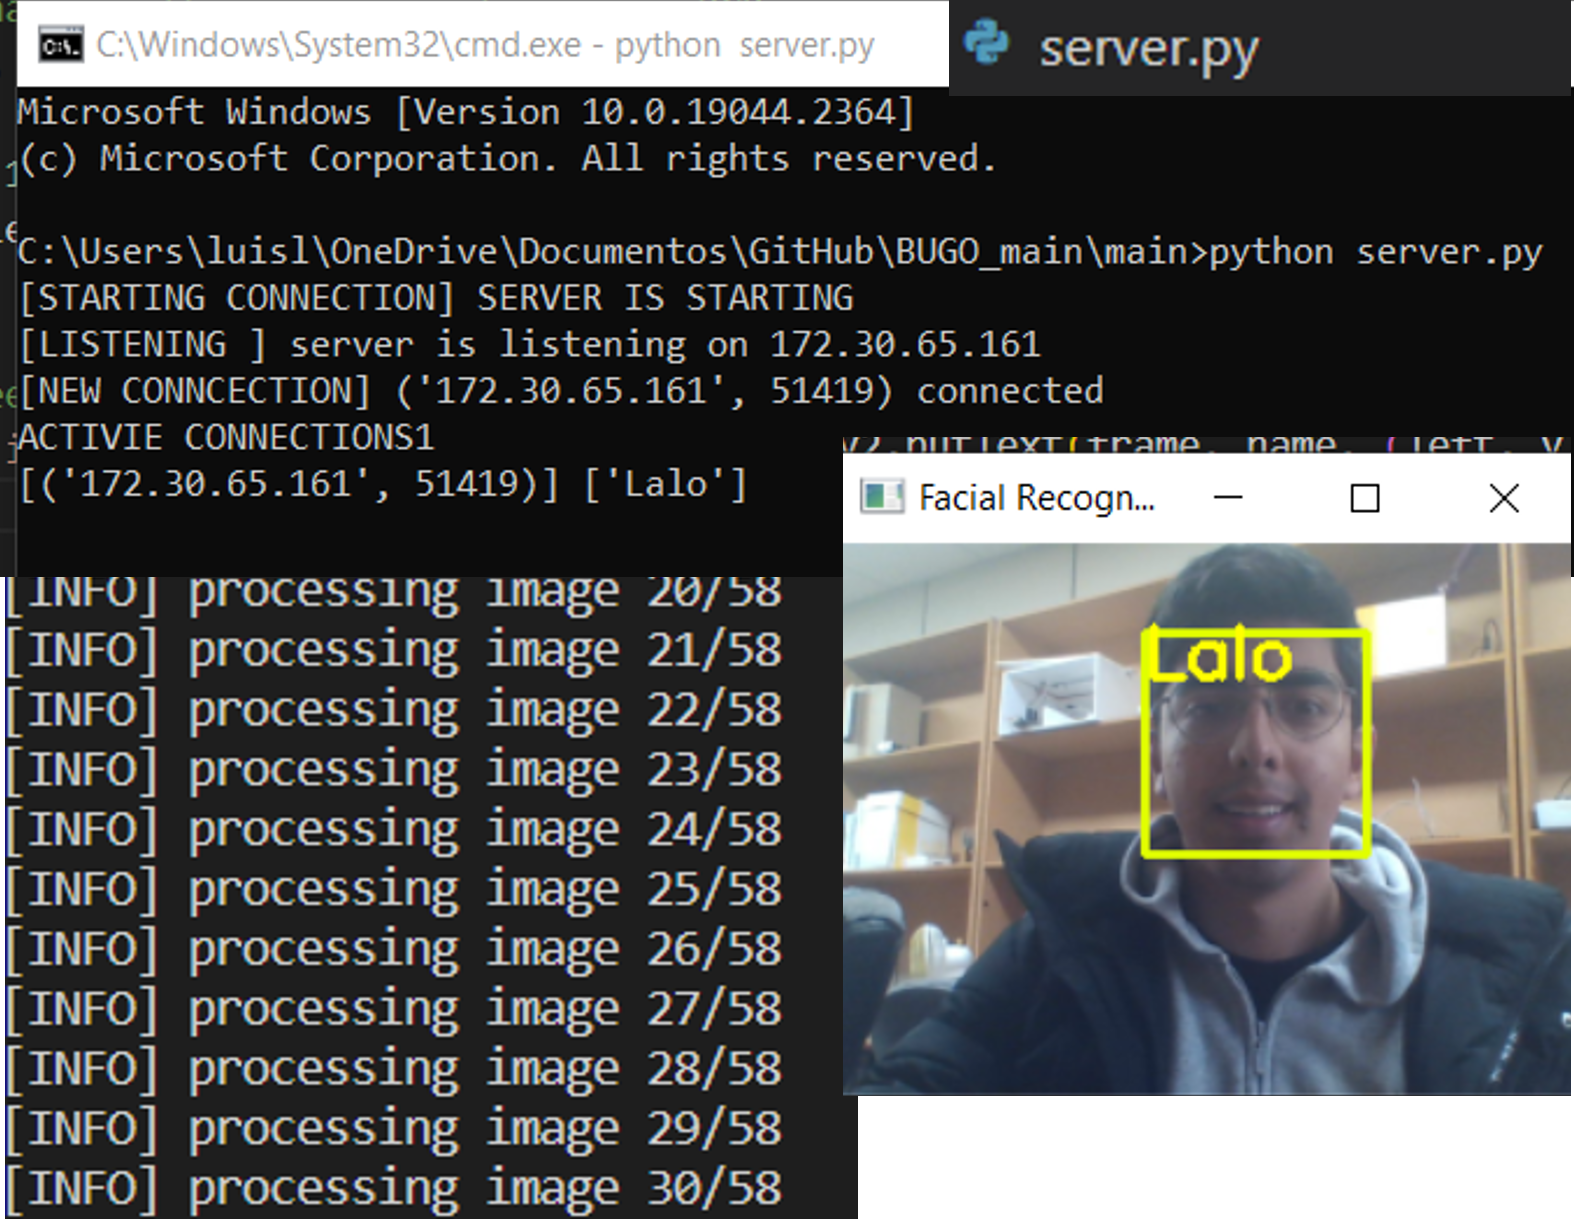 C:\Windows\System32\cmd.exe - python  server.py
server.py
Microsoft Windows [Version 10.0.19044.2364]
(c) Microsoft Corporation. All rights reserved.
C:\Users\luisl\OneDrive\Documentos\GitHub\BUGO_main\main>python server.py
[STARTING CONNECTION] SERVER IS STARTING
[LISTENING ] server is listening on 172.30.65.161
[NEW CONNCECTION] ('172.30.65.161', 51419) connected
ACTIVIE CONNECTIONS1
[('172.30.65.161', 51419)] ['Lalo']
v2.putText(frame, name, (left, y
Facial Recogn...
Lalo
[INFO] processing image 20/58
[INFO] processing image 21/58
[INFO] processing image 22/58
[INFO] processing image 23/58
[INFO] processing image 24/58
[INFO] processing image 25/58
[INFO] processing image 26/58
[INFO] processing image 27/58
[INFO] processing image 28/58
[INFO] processing image 29/58
[INFO] processing image 30/58